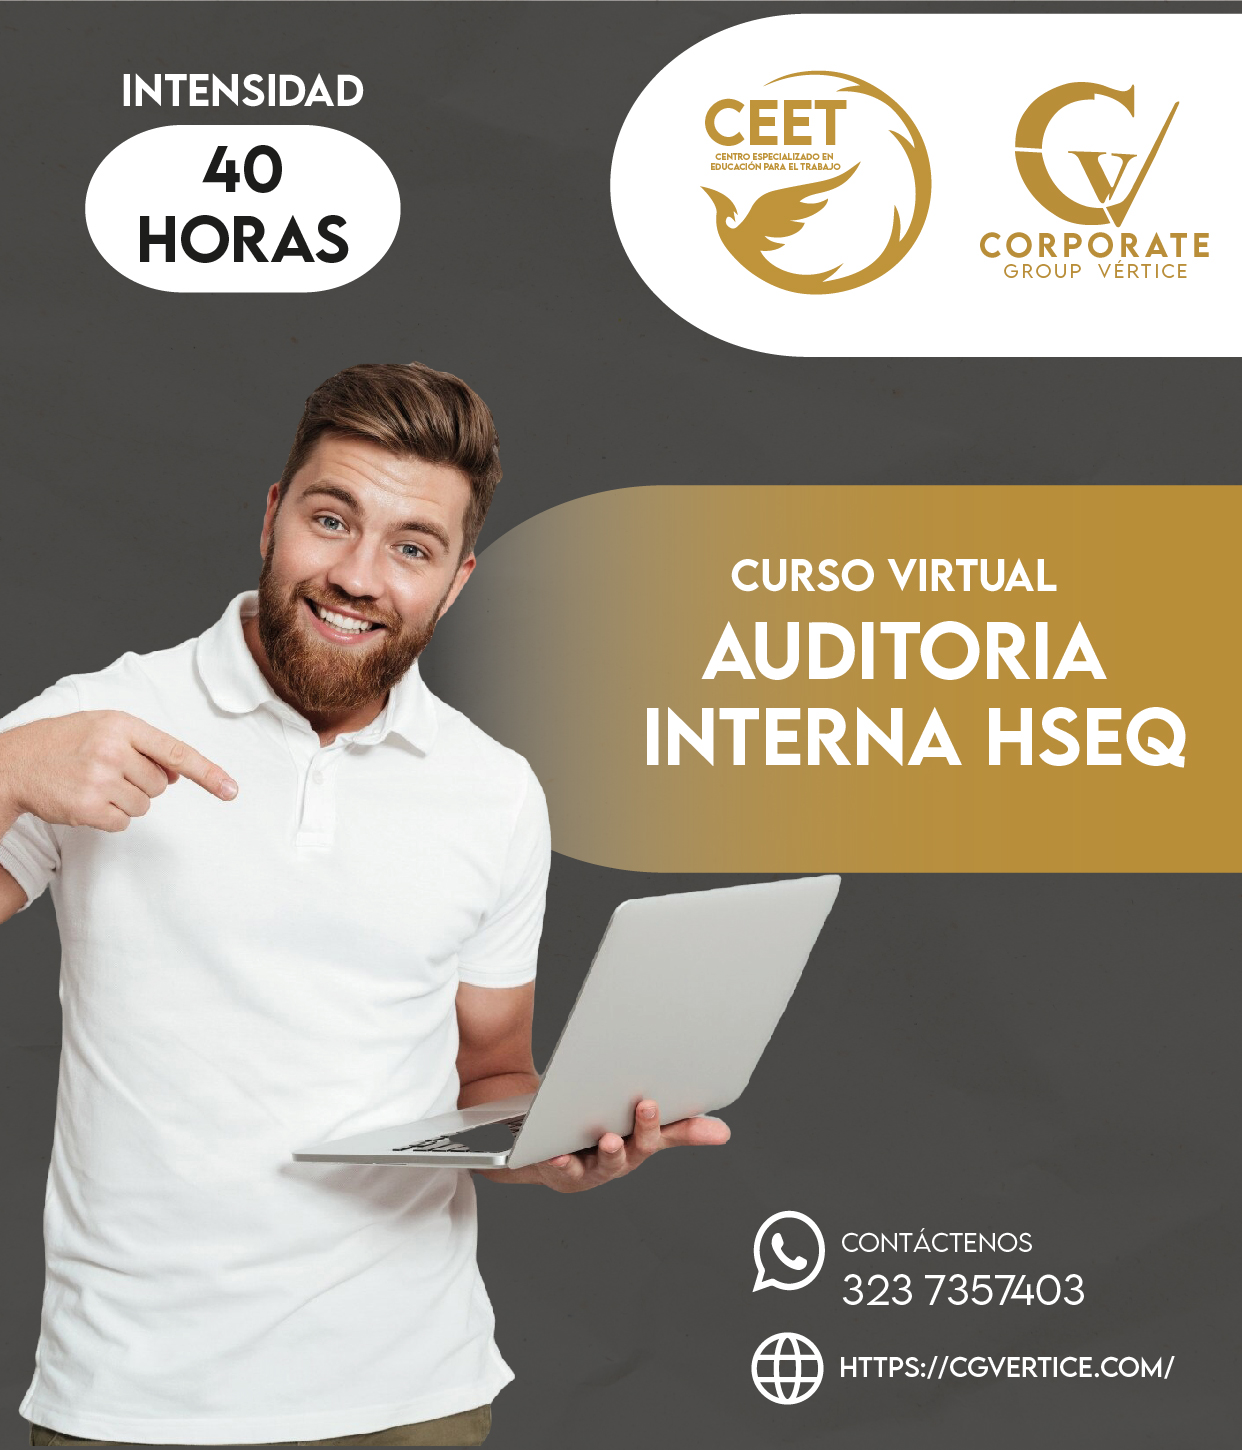 INTENSIDAD
40
HORAS
CEET
CENTRO ESPECIALIZADO EN
EDUCACIÓN PARA EL TRABAJO
CV
CORPORATE
GROUP VÉRTICE
CURSO VIRTUAL
AUDITORIA
INTERNA HSEQ
CONTÁCTENOS
323 7357403
HTTPS://CGVERTICE.COM/